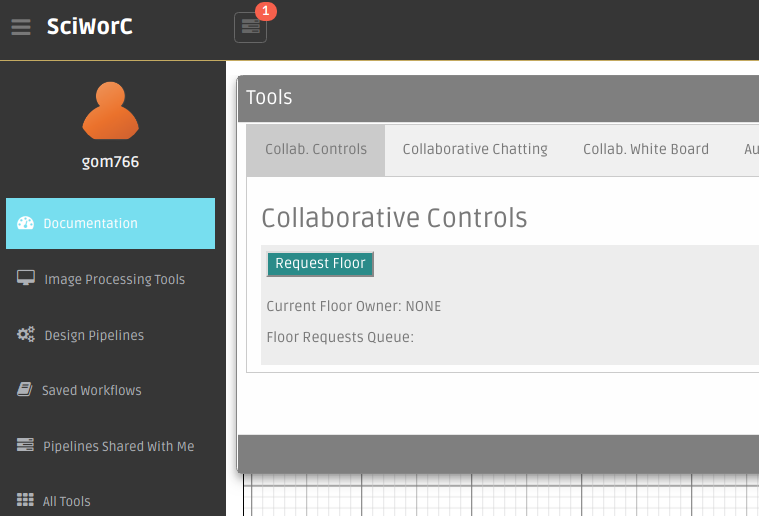 SciWorC
1
gom766
Documentation
Image Processing Tools
Design Pipelines
Saved Workflows
Pipelines Shared With Me
All Tools
Tools
Collab. Controls
Collaborative Chatting
Collab. White Board
Au
Collaborative Controls
Request Floor
Current Floor Owner: NONE
Floor Requests Queue: